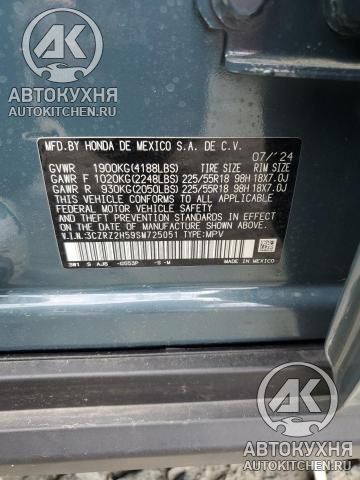 АК
АВТОКУХНЯ
AUTOKITCHEN.RU
MFD.BY HONDA DE MEXICO S.A. DE C.V.
07/'24
GVWR 1900KG(4188LBS) TIRE SIZE RIM SIZE
GAWR F 1020KG(2248LBS) 225/55R18 98H 18X7.0J
GAWR R 930KG(2050LBS) 225/55R18 98H 18X7.0J
THIS VEHICLE CONFORMS TO ALL APPLICABLE
FEDERAL MOTOR VEHICLE SAFETY AND THEFT
PREVENTION STANDARDS IN EFFECT ON THE
DATE OF MANUFACTURE SHOWN ABOVE.
V.I.N.:3CZRZ2H59SM725051 TYPE:MPV
АК
АВТОКУХНЯ
AUTOKITCHEN.RU